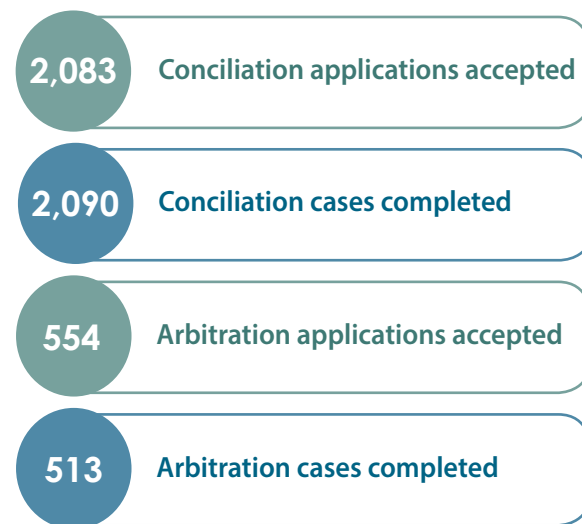 2,083 Conciliation applications accepted
2,090 Conciliation cases completed
554 Arbitration applications accepted
513 Arbitration cases completed